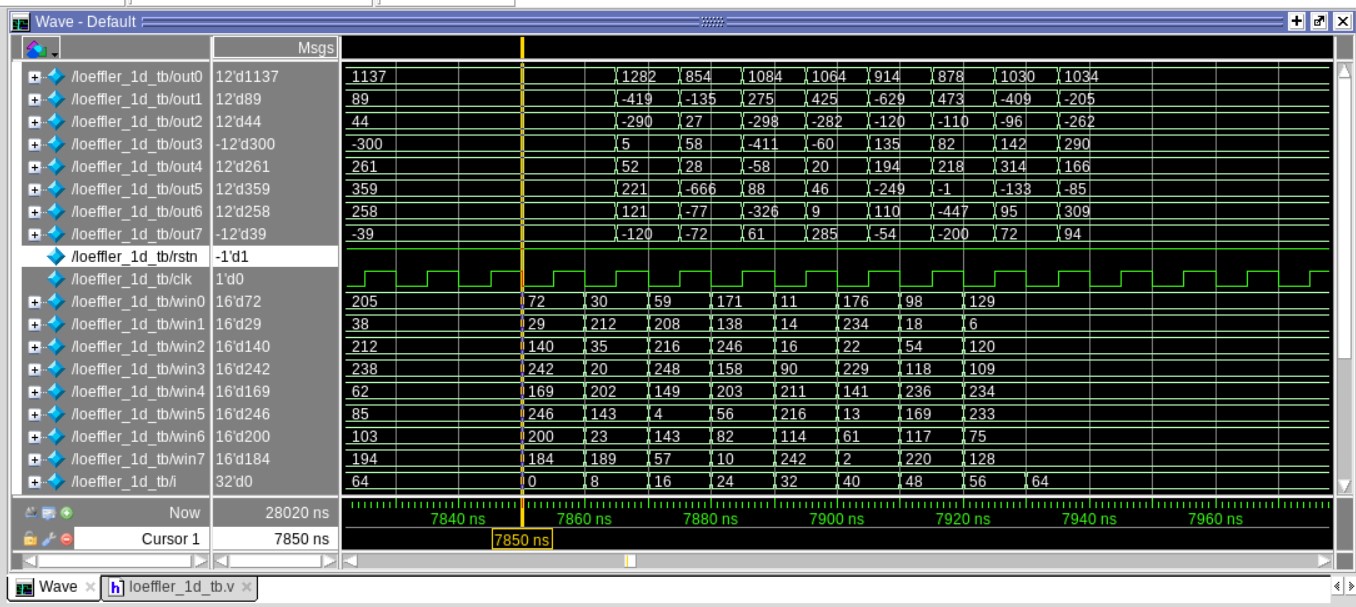 Wave - Default
Msgs
/loeffler_1d_tb/out0 12'd1137 1137 1282 854 1084 1064 914 878 1030 1034
/loeffler_1d_tb/out1 12'd89 89 -419 -135 275 425 -629 473 -409 -205
/loeffler_1d_tb/out2 12'd44 44 -290 27 -298 -282 -120 -110 -96 -262
/loeffler_1d_tb/out3 -12'd300 -300 5 58 -411 -60 135 82 142 290
/loeffler_1d_tb/out4 12'd261 261 52 28 -58 20 194 218 314 166
/loeffler_1d_tb/out5 12'd359 359 221 -666 88 46 -249 -1 -133 -85
/loeffler_1d_tb/out6 12'd258 258 121 -77 -326 9 110 -447 95 309
/loeffler_1d_tb/out7 -12'd39 -39 -120 -72 61 285 -54 -200 72 94
/loeffler_1d_tb/rstn -1'd1
/loeffler_1d_tb/clk 1'd0
/loeffler_1d_tb/win0 16'd72 205 72 30 59 171 11 176 98 129
/loeffler_1d_tb/win1 16'd29 38 29 212 208 138 14 234 18 6
/loeffler_1d_tb/win2 16'd140 212 140 35 216 246 16 22 54 120
/loeffler_1d_tb/win3 16'd242 238 242 20 248 158 90 229 118 109
/loeffler_1d_tb/win4 16'd169 62 169 202 149 203 211 141 236 234
/loeffler_1d_tb/win5 16'd246 85 246 143 4 56 216 13 169 233
/loeffler_1d_tb/win6 16'd200 103 200 23 143 82 114 61 117 75
/loeffler_1d_tb/win7 16'd184 194 184 189 57 10 242 2 220 128
/loeffler_1d_tb/i 32'd0 64 0 8 16 24 32 40 48 56 64
Now 28020 ns 7840 ns 7860 ns 7880 ns 7900 ns 7920 ns 7940 ns 7960 ns
Cursor 1 7850 ns 7850 ns
Wave loeffler_1d_tb.v